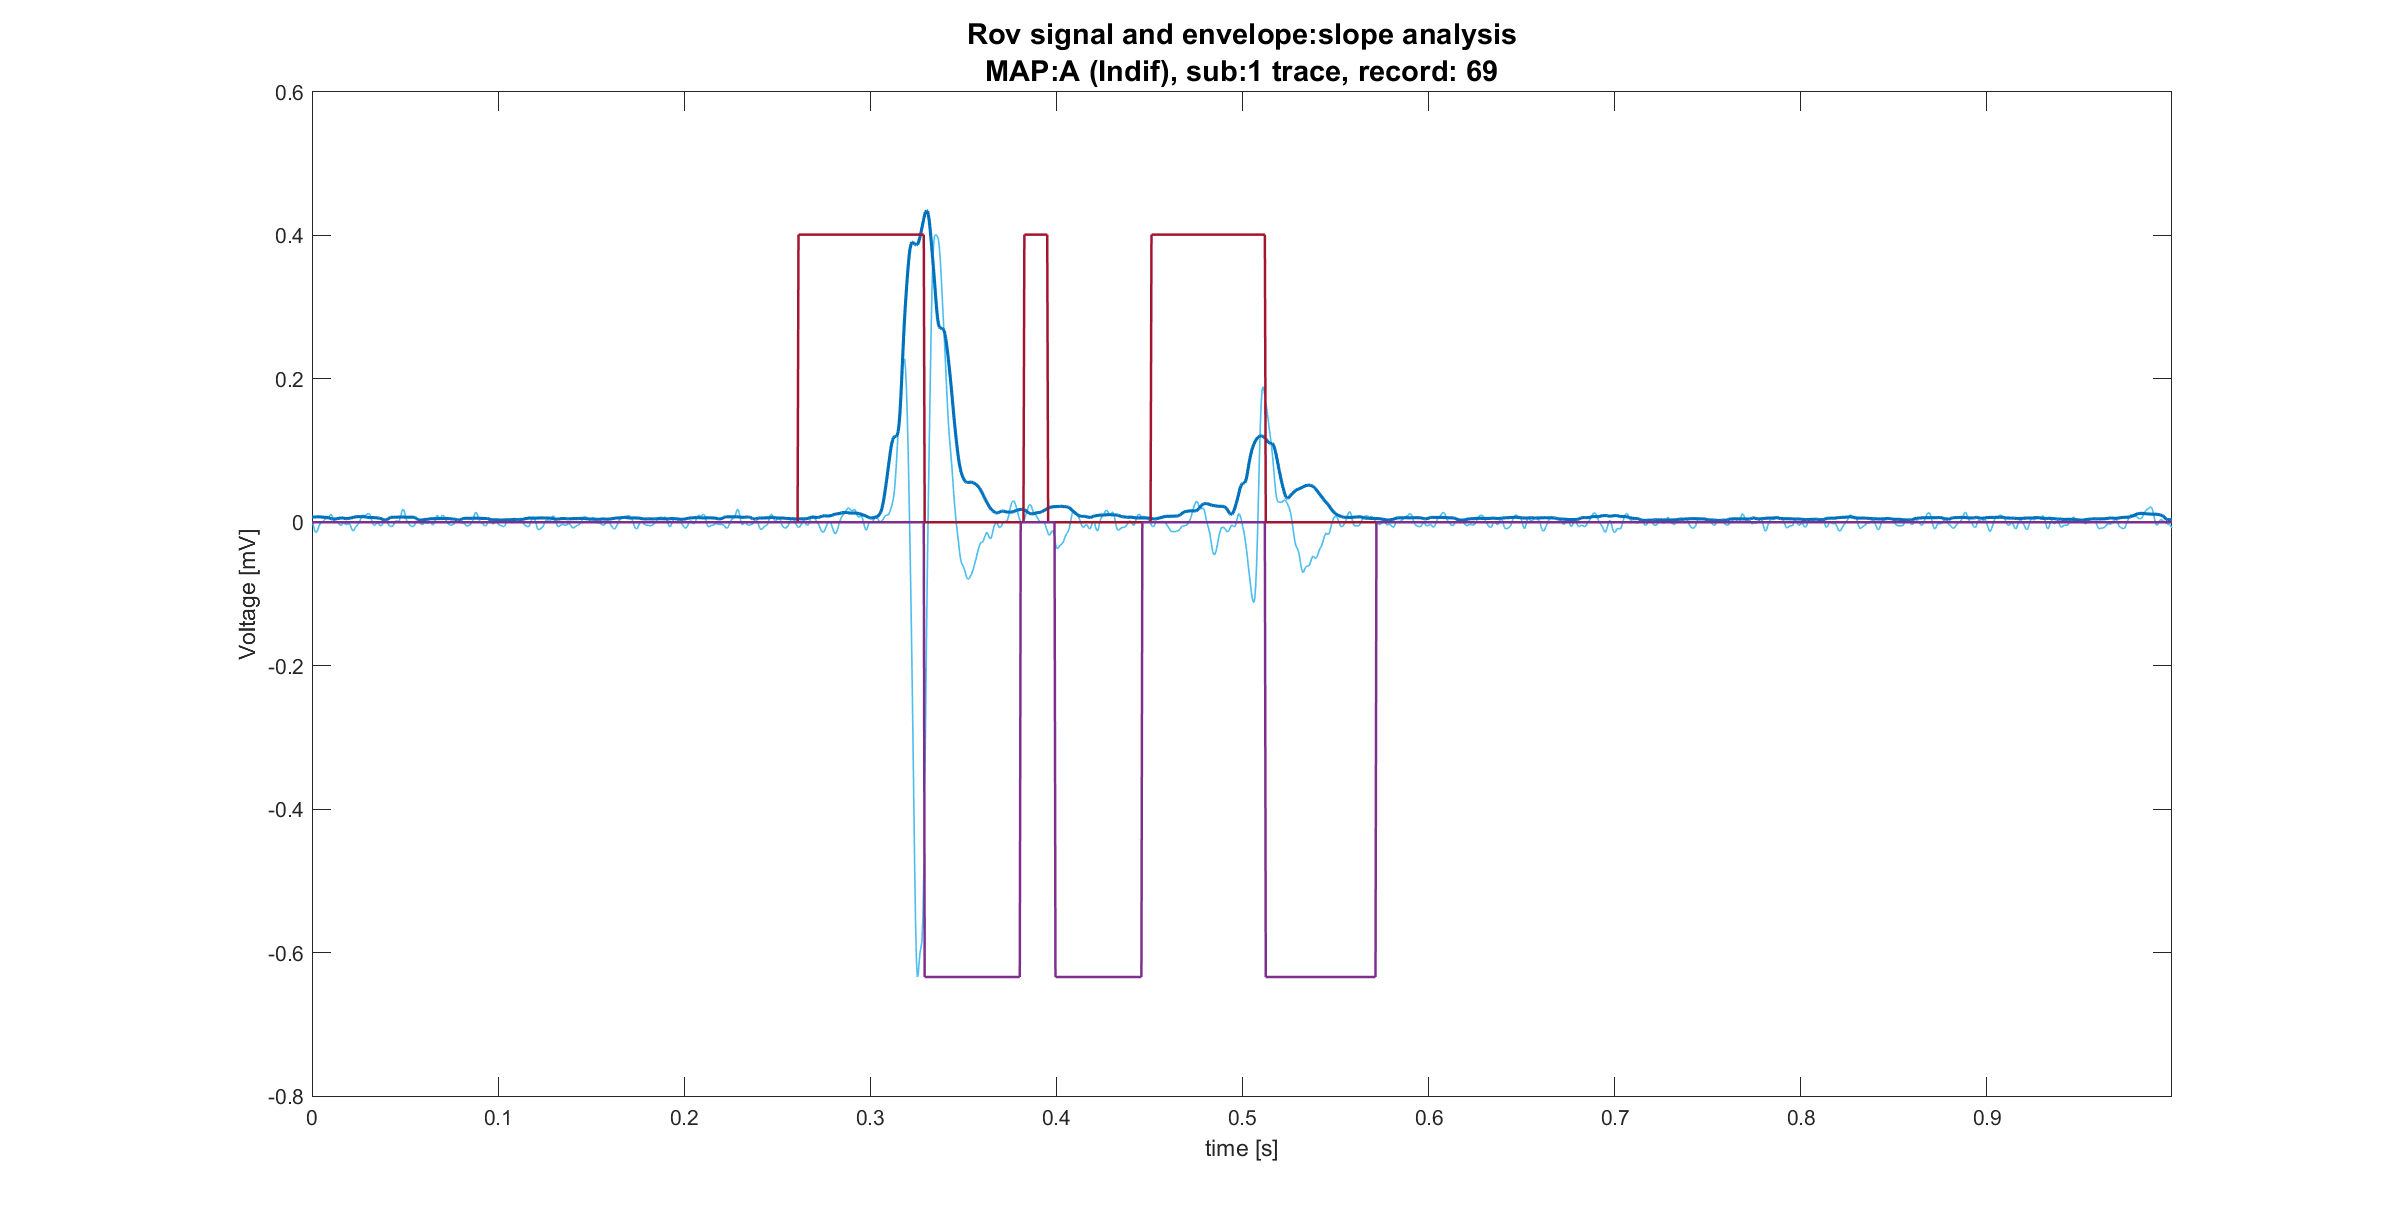 Rov signal and envelope:slope analysis
MAP:A (Indif), sub:1 trace, record: 69
0.6
0.4
0.2
0
-0.2
-0.4
-0.6
-0.8
Voltage [mV]
0 0.1 0.2 0.3 0.4 0.5 0.6 0.7 0.8 0.9
time [s]